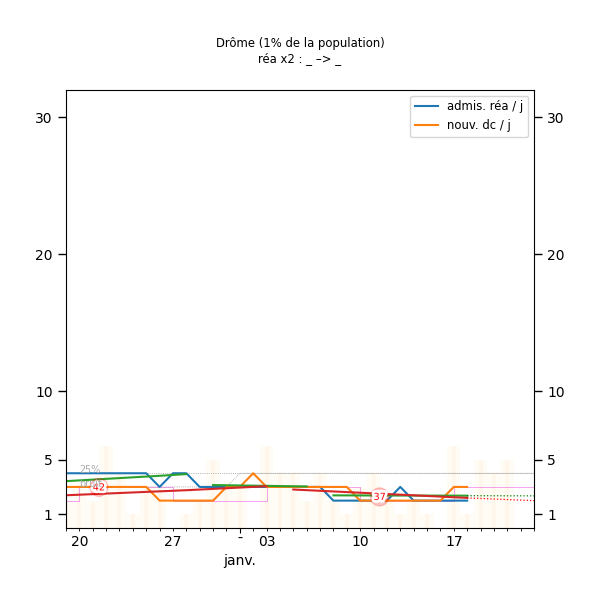 Drôme (1% de la population)
réa x2 : _ –> _
admis. réa / j
nouv. dc / j
30 30
20 20
10 10
5 5
25%
42
37
1 1
20 27 - 03 10 17
janv.